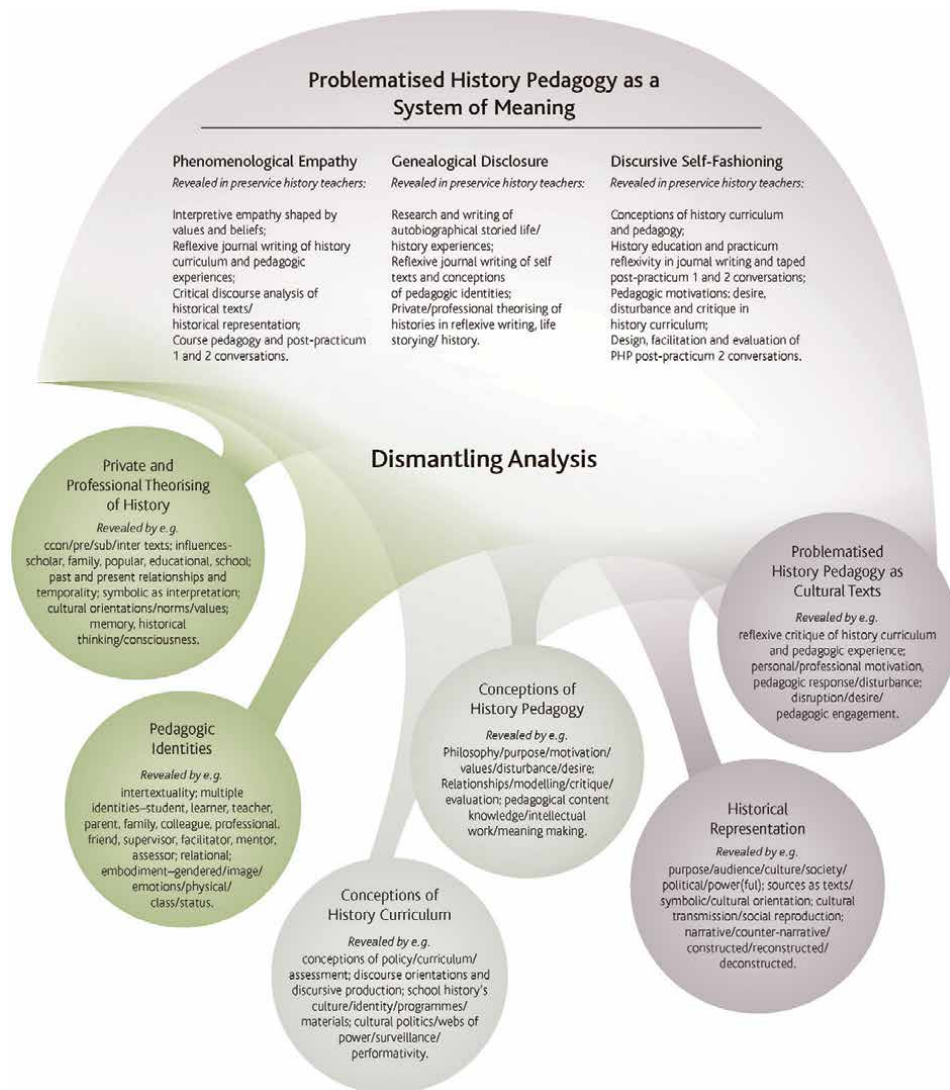 Problematised History Pedagogy as a
System of Meaning
Phenomenological Empathy
Revealed in preservice history teachers:
Interpretive empathy shaped by
values and beliefs;
Reflexive journal writing of history
curriculum and pedagogic
experiences;
Critical discourse analysis of
historical texts/
historical representation;
Course pedagogy and post-practicum
1 and 2 conversations.
Genealogical Disclosure
Revealed in preservice history teachers:
Research and writing of
autobiographical storied life/
history experiences;
Reflexive journal writing of self
texts and conceptions
of pedagogic identities;
Private/professional theorising of
histories in reflexive writing, life
storying/ history.
Discursive Self-Fashioning
Revealed in preservice history teachers:
Conceptions of history curriculum
and pedagogy;
History education and practicum
reflexivity in journal writing and taped
post-practicum 1 and 2 conversations;
Pedagogic motivations: desire,
disturbance and critique in
history curriculum;
Design, facilitation and evaluation of
PHP post-practicum 2 conversations.
Dismantling Analysis
Private and
Professional Theorising
of History
Revealed by e.g.
ccon/pre/sub/inter texts; influences-
scholar, family, popular, educational, school;
past and present relationships and
temporality; symbolic as interpretation;
cultural orientations/norms/values;
memory, historical
thinking/consciousness.
Pedagogic
Identities
Revealed by e.g.
intertextuality; multiple
identities–student, learner, teacher,
parent, family, colleague, professional,
friend, supervisor, facilitator, mentor,
assessor; relational;
embodiment–gendered/image/
emotions/physical/
class/status.
Conceptions of
History Curriculum
Revealed by e.g.
conceptions of policy/curriculum/
assessment; discourse orientations and
discursive production; school history's
culture/identity/programmes/
materials; cultural politics/webs of
power/surveillance/
performativity.
Conceptions of
History Pedagogy
Revealed by e.g.
Philosophy/purpose/motivation/
values/disturbance/desire;
Relationships/modelling/critique/
evaluation; pedagogical content
knowledge/intellectual
work/meaning making.
Problematised
History Pedagogy as
Cultural Texts
Revealed by e.g.
reflexive critique of history curriculum
and pedagogic experience;
personal/professional motivation,
pedagogic response/disturbance;
disruption/desire/
pedagogic engagement.
Historical
Representation
Revealed by e.g.
purpose/audience/culture/society/
political/power(ful); sources as texts/
symbolic/cultural orientation; cultural
transmission/social reproduction;
narrative/counter-narrative/
constructed/reconstructed/
deconstructed.